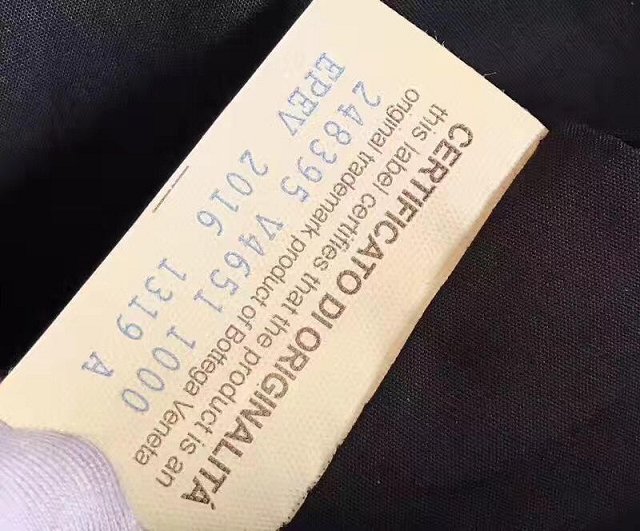 CERTIFICATO DI ORIGINALITÁ
this label certifies that the product is an
original trademark product of Bottega Veneta
248395 V4651 1000
EPEV 2016 1319 A